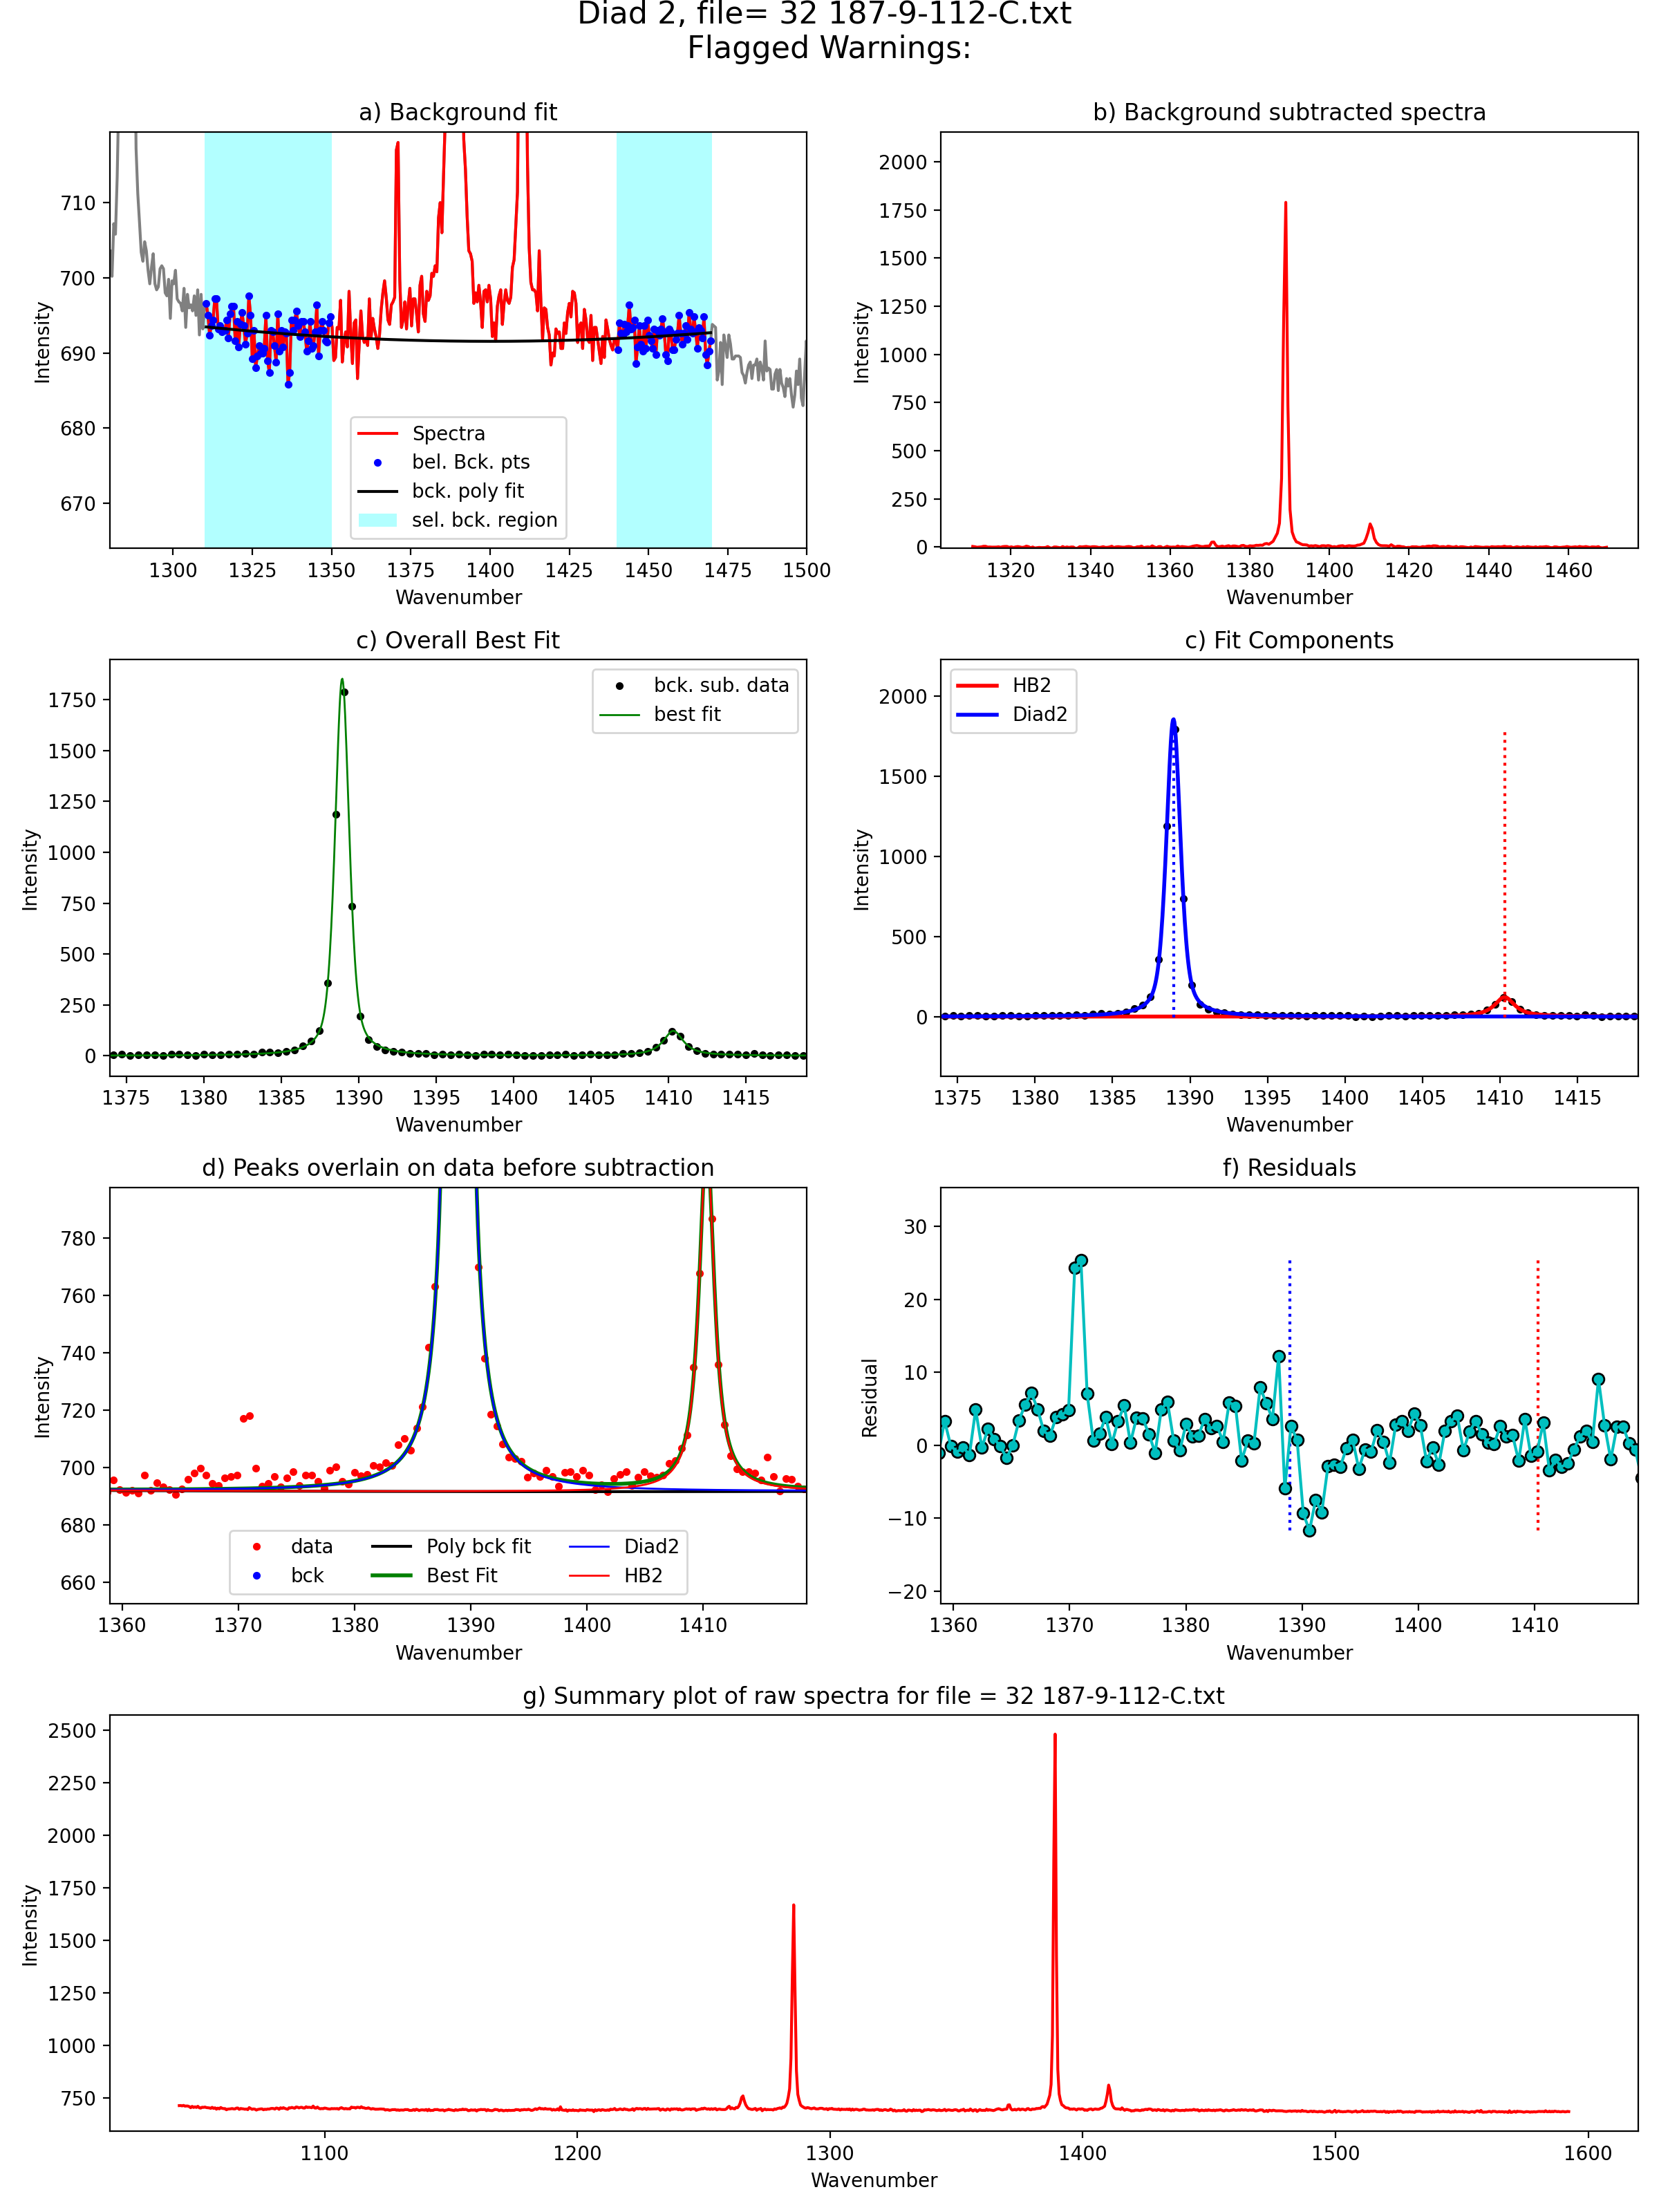 Diad 2, file= 32 187-9-112-C.txt
Flagged Warnings:
a) Background fit
Intensity
710
700
690
680
670
Spectra
bel. Bck. pts
bck. poly fit
sel. bck. region
1300 1325 1350 1375 1400 1425 1450 1475 1500
Wavenumber
b) Background subtracted spectra
Intensity
2000
1750
1500
1250
1000
750
500
250
0
1320 1340 1360 1380 1400 1420 1440 1460
Wavenumber
c) Overall Best Fit
Intensity
1750
1500
1250
1000
750
500
250
0
bck. sub. data
best fit
1375 1380 1385 1390 1395 1400 1405 1410 1415
Wavenumber
c) Fit Components
Intensity
2000
1500
1000
500
0
HB2
Diad2
1375 1380 1385 1390 1395 1400 1405 1410 1415
Wavenumber
d) Peaks overlain on data before subtraction
Intensity
780
760
740
720
700
680
660
data
bck
Poly bck fit
Best Fit
Diad2
HB2
1360 1370 1380 1390 1400 1410
Wavenumber
f) Residuals
Residual
30
20
10
0
−10
−20
1360 1370 1380 1390 1400 1410
Wavenumber
g) Summary plot of raw spectra for file = 32 187-9-112-C.txt
Intensity
2500
2250
2000
1750
1500
1250
1000
750
1100 1200 1300 1400 1500 1600
Wavenumber